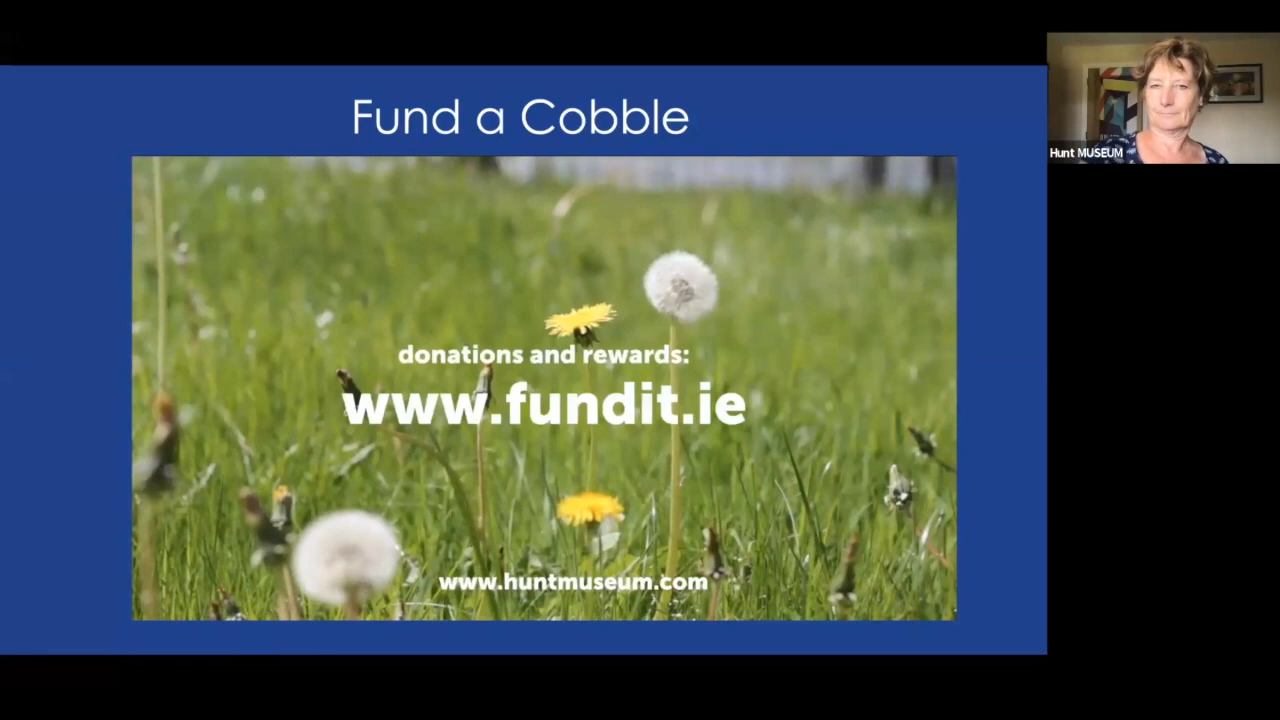 Fund a Cobble
donations and rewards:
www.fundit.ie
www.huntmuseum.com
Hunt MUSEUM